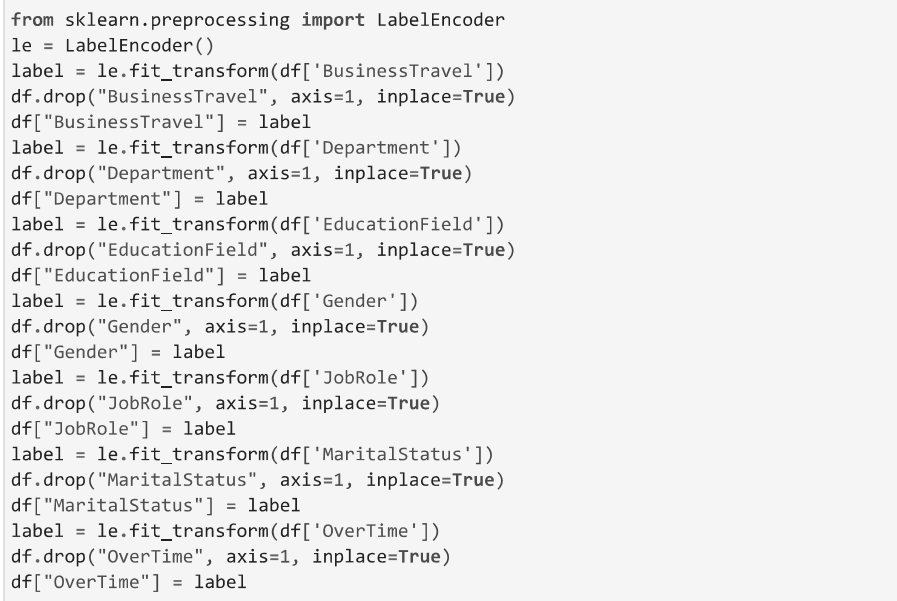 from sklearn.preprocessing import LabelEncoder
le = LabelEncoder()
label = le.fit_transform(df['BusinessTravel'])
df.drop("BusinessTravel", axis=1, inplace=True)
df["BusinessTravel"] = label
label = le.fit_transform(df['Department'])
df.drop("Department", axis=1, inplace=True)
df["Department"] = label
label = le.fit_transform(df['EducationField'])
df.drop("EducationField", axis=1, inplace=True)
df["EducationField"] = label
label = le.fit_transform(df['Gender'])
df.drop("Gender", axis=1, inplace=True)
df["Gender"] = label
label = le.fit_transform(df['JobRole'])
df.drop("JobRole", axis=1, inplace=True)
df["JobRole"] = label
label = le.fit_transform(df['MaritalStatus'])
df.drop("MaritalStatus", axis=1, inplace=True)
df["MaritalStatus"] = label
label = le.fit_transform(df['OverTime'])
df.drop("OverTime", axis=1, inplace=True)
df["OverTime"] = label